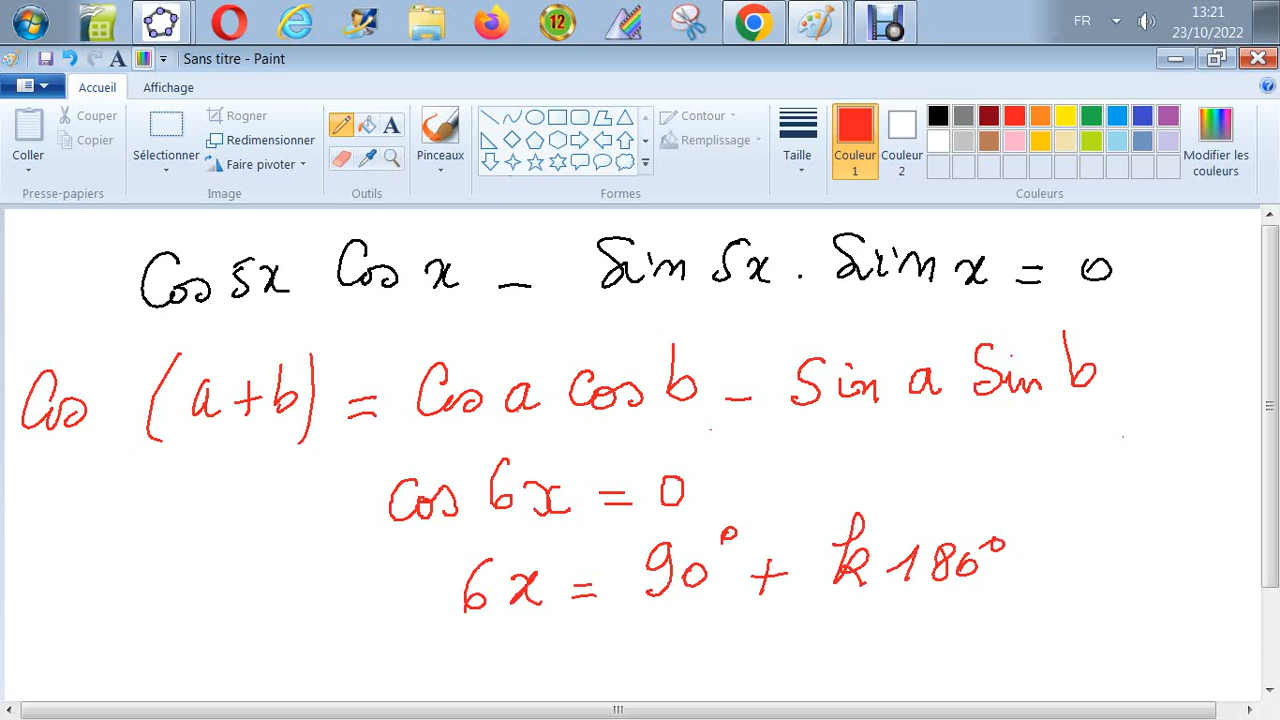 12
FR
13:21
23/10/2022
Sans titre - Paint
Accueil
Affichage
Coller
Couper
Copier
Presse-papiers
Sélectionner
Rogner
Redimensionner
Faire pivoter
Image
A
Outils
Pinceaux
Contour
Remplissage
Formes
Taille
Couleur 1
Couleur 2
Modifier les couleurs
Couleurs
Cos 5x Cos x - Sin 5x . Sin x = 0
Cos (a+b) = Cos a cos b - Sin a Sin b
cos 6x = 0
6x = 90° + k 180°